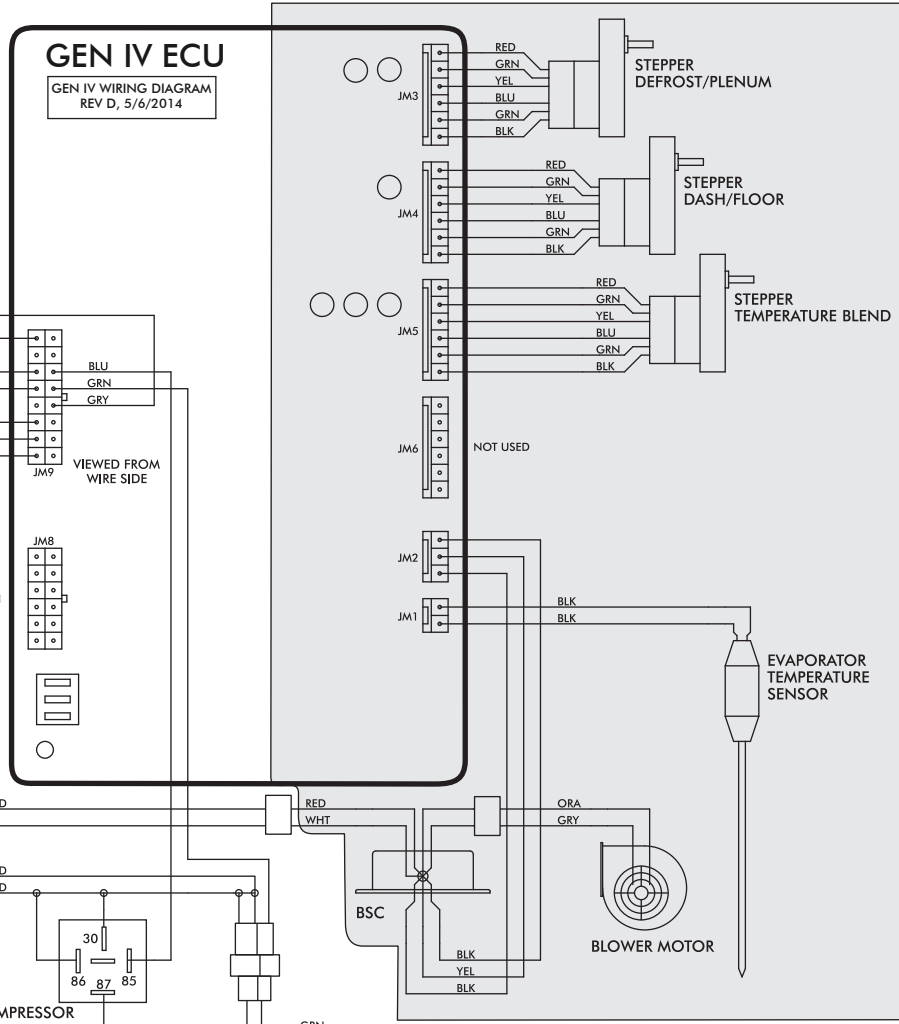 GEN IV ECU
GEN IV WIRING DIAGRAM
REV D, 5/6/2014
JM3
RED
GRN
YEL
BLU
GRN
BLK
STEPPER
DEFROST/PLENUM
JM4
RED
GRN
YEL
BLU
GRN
BLK
STEPPER
DASH/FLOOR
JM5
RED
GRN
YEL
BLU
GRN
BLK
STEPPER
TEMPERATURE BLEND
BLU
GRN
GRY
JM9
VIEWED FROM
WIRE SIDE
JM6
NOT USED
JM8
JM2
JM1
BLK
BLK
EVAPORATOR
TEMPERATURE
SENSOR
D
RED
WHT
ORA
GRY
D
D
BSC
BLOWER MOTOR
BLK
YEL
BLK
30
86
87
85
MPRESSOR
GRN